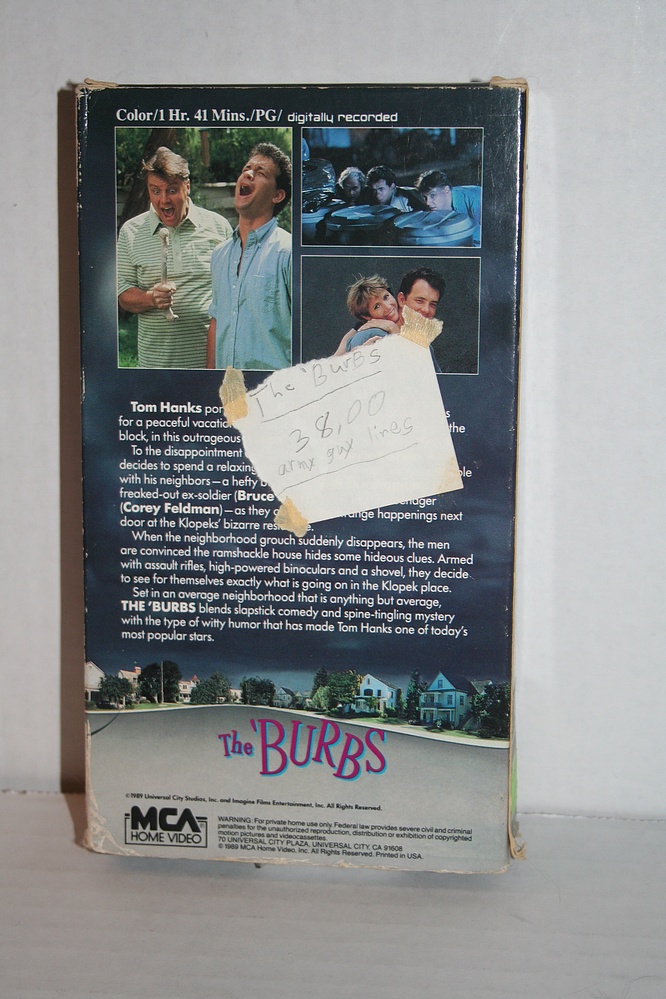 Color/1 Hr. 41 Mins./PG/ digitally recorded
The 'BurBs
38,00
lines
Tom Hanks por
for a peaceful vacatio the
block, in this outrageous
To the disappointment
decides to spend a relaxing
with his neighbors—a hefty
freaked-out ex-soldier (Bruce
(Corey Feldman)—as they happenings next
door at the Klopeks' bizarre
When the neighborhood grouch suddenly disappears, the men
are convinced the ramshackle house hides some hideous clues. Armed
with assault rifles, high-powered binoculars and a shovel, they decide
to see for themselves exactly what is going on in the Klopek place.
Set in an average neighborhood that is anything but average,
THE 'BURBS blends slapstick comedy and spine-tingling mystery
with the type of witty humor that has made Tom Hanks one of today's
most popular stars.
The 'BURBS
©1989 Universal City Studios, Inc. and Imagine Films Entertainment, Inc. All Rights Reserved.
MCA
HOME VIDEO
WARNING: For private home use only. Federal law provides severe civil and criminal
penalties for the unauthorized reproduction, distribution or exhibition of copyrighted
motion pictures and videocassettes.
70 UNIVERSAL CITY PLAZA, UNIVERSAL CITY, CA 91608
© 1989 MCA Home Video, Inc. All Rights Reserved. Printed in USA.